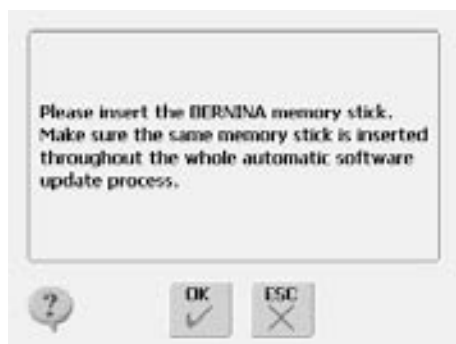 Please insert the BERNINA memory stick.
Make sure the same memory stick is inserted
throughout the whole automatic software
update process.
?
OK
ESC